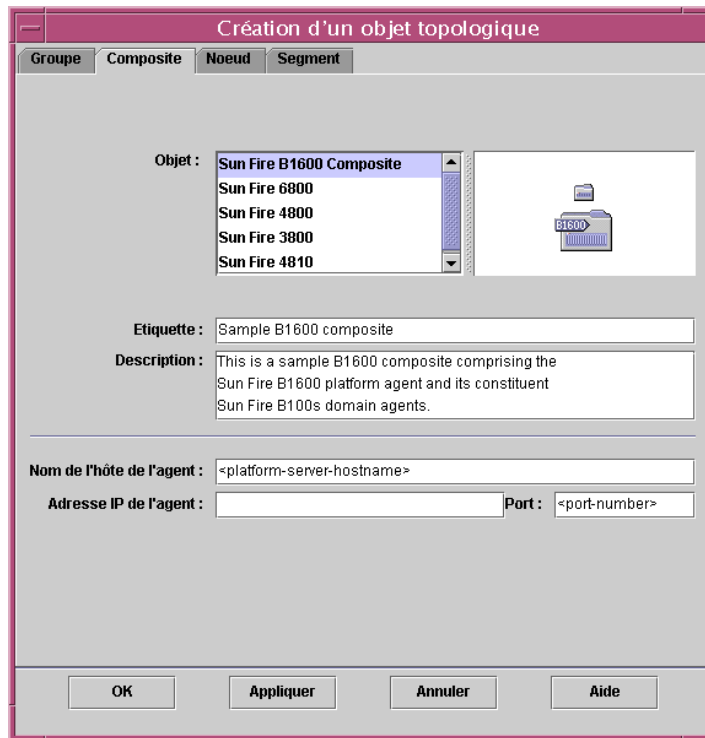 Création d'un objet topologique
Groupe Composite Noeud Segment
Objet :
Sun Fire B1600 Composite
Sun Fire 6800
Sun Fire 4800
Sun Fire 3800
Sun Fire 4810
B1600
Etiquette : Sample B1600 composite
Description : This is a sample B1600 composite comprising the
Sun Fire B1600 platform agent and its constituent
Sun Fire B100s domain agents.
Nom de l'hôte de l'agent : <platform-server-hostname>
Adresse IP de l'agent : Port : <port-number>
OK Appliquer Annuler Aide